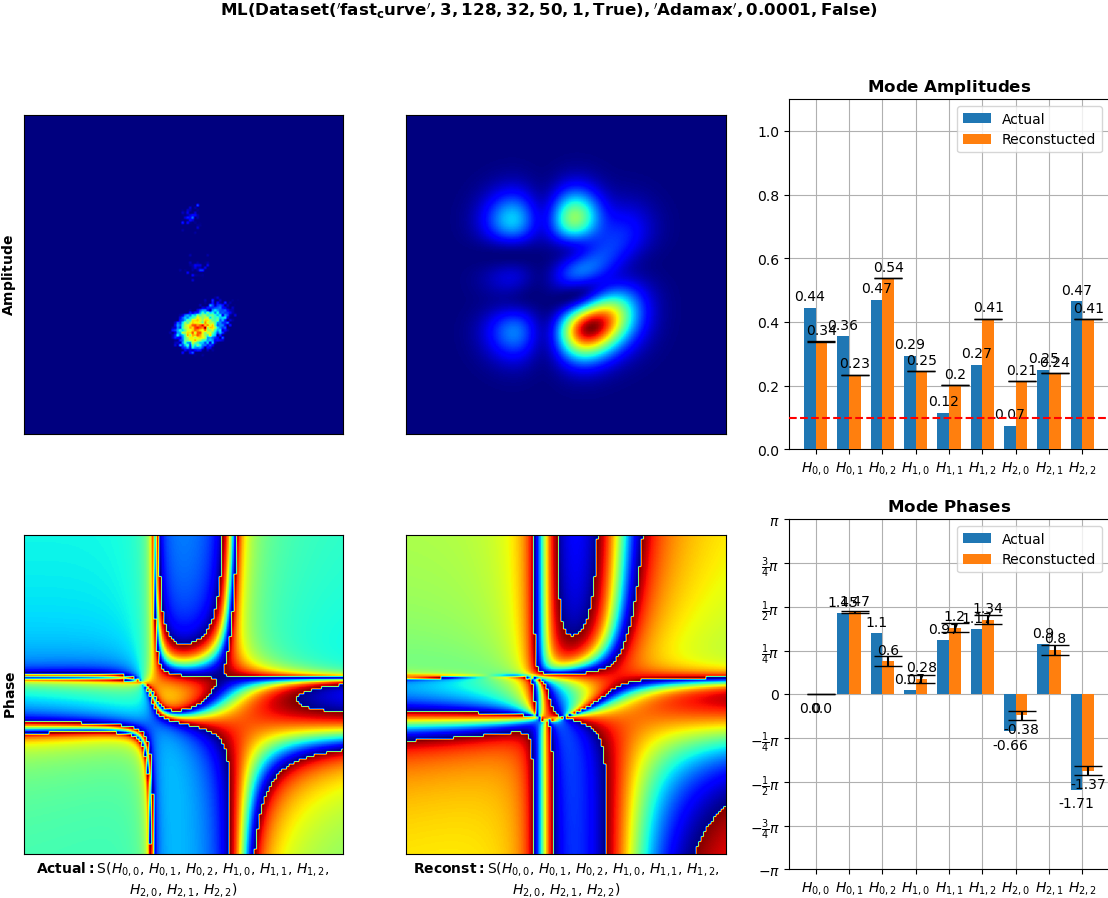 ML(Dataset('fast_curve', 3, 128, 32, 50, 1, True), 'Adamax', 0.0001, False)
Amplitude
Mode Amplitudes
Actual
Reconstucted
1.0
0.8
0.6
0.4
0.2
0.0
0.44
0.34
0.36
0.23
0.47
0.54
0.29
0.25
0.12
0.2
0.27
0.41
0.07
0.21
0.25
0.24
0.47
0.41
H0,0 H0,1 H0,2 H1,0 H1,1 H1,2 H2,0 H2,1 H2,2
Phase
Actual: S(H0,0, H0,1, H0,2, H1,0, H1,1, H1,2,
H2,0, H2,1, H2,2)
Reconst: S(H0,0, H0,1, H0,2, H1,0, H1,1, H1,2,
H2,0, H2,1, H2,2)
Mode Phases
Actual
Reconstucted
π
3/4π
1/2π
1/4π
0
−1/4π
−1/2π
−3/4π
−π
0.0
0.0
1.45
1.47
1.1
0.6
0.07
0.28
1.2
1.17
1.34
-0.66
-0.38
0.9
0.8
-1.71
-1.37
H0,0 H0,1 H0,2 H1,0 H1,1 H1,2 H2,0 H2,1 H2,2